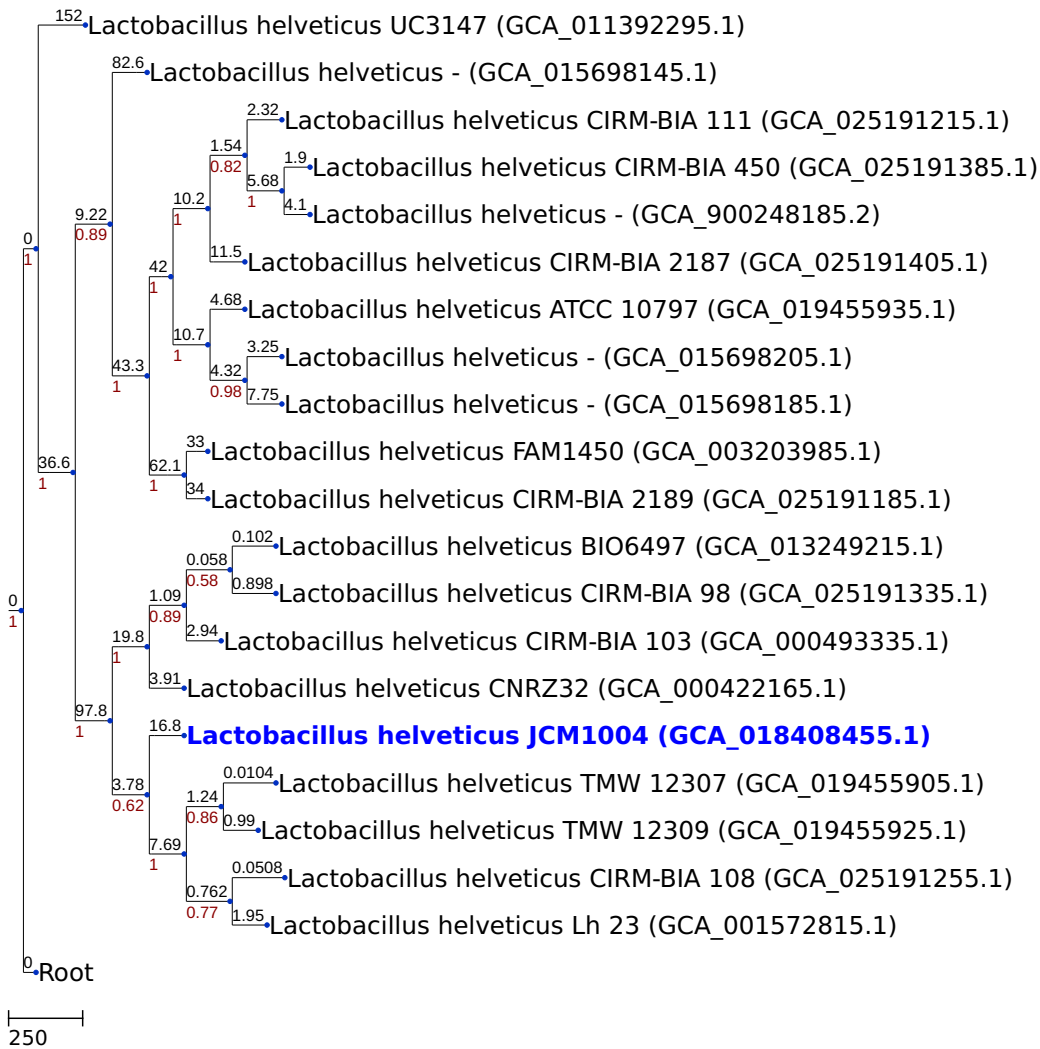 152
Lactobacillus helveticus UC3147 (GCA_011392295.1)
82.6
Lactobacillus helveticus - (GCA_015698145.1)
2.32
Lactobacillus helveticus CIRM-BIA 111 (GCA_025191215.1)
1.54
0.82
1.9
Lactobacillus helveticus CIRM-BIA 450 (GCA_025191385.1)
5.68
1
4.1
Lactobacillus helveticus - (GCA_900248185.2)
10.2
1
9.22
0.89
0
1
11.5
Lactobacillus helveticus CIRM-BIA 2187 (GCA_025191405.1)
42
1
4.68
Lactobacillus helveticus ATCC 10797 (GCA_019455935.1)
10.7
1
3.25
Lactobacillus helveticus - (GCA_015698205.1)
43.3
1
4.32
0.98
7.75
Lactobacillus helveticus - (GCA_015698185.1)
33
Lactobacillus helveticus FAM1450 (GCA_003203985.1)
36.6
1
62.1
1
34
Lactobacillus helveticus CIRM-BIA 2189 (GCA_025191185.1)
0.102
Lactobacillus helveticus BIO6497 (GCA_013249215.1)
0.058
0.58
0.898
Lactobacillus helveticus CIRM-BIA 98 (GCA_025191335.1)
0
1
1.09
0.89
2.94
Lactobacillus helveticus CIRM-BIA 103 (GCA_000493335.1)
19.8
1
3.91
Lactobacillus helveticus CNRZ32 (GCA_000422165.1)
97.8
1
16.8
Lactobacillus helveticus JCM1004 (GCA_018408455.1)
0.0104
Lactobacillus helveticus TMW 12307 (GCA_019455905.1)
3.78
0.62
1.24
0.86
0.99
Lactobacillus helveticus TMW 12309 (GCA_019455925.1)
7.69
1
0.0508
Lactobacillus helveticus CIRM-BIA 108 (GCA_025191255.1)
0.762
0.77
1.95
Lactobacillus helveticus Lh 23 (GCA_001572815.1)
0
Root
250